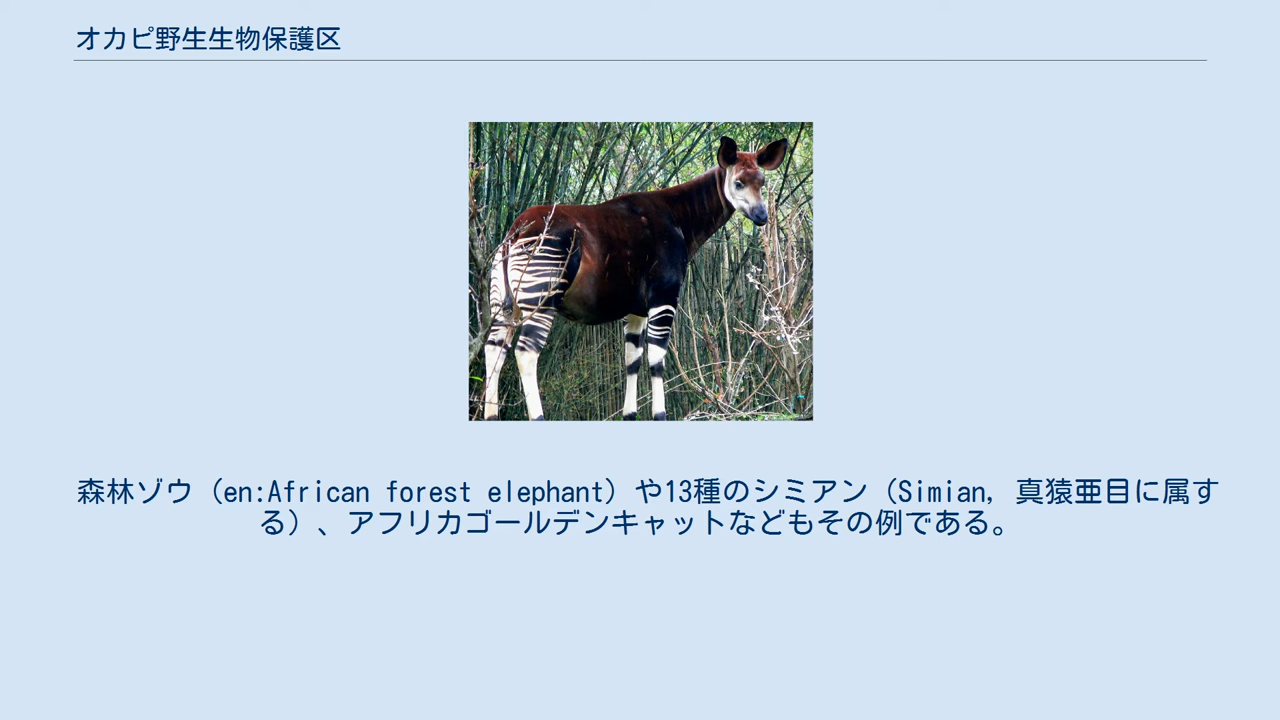 オカピ野生生物保護区
森林ゾウ（en:African forest elephant）や13種のシミアン（Simian, 真猿亜目に属す
る）、アフリカゴールデンキャットなどもその例である。